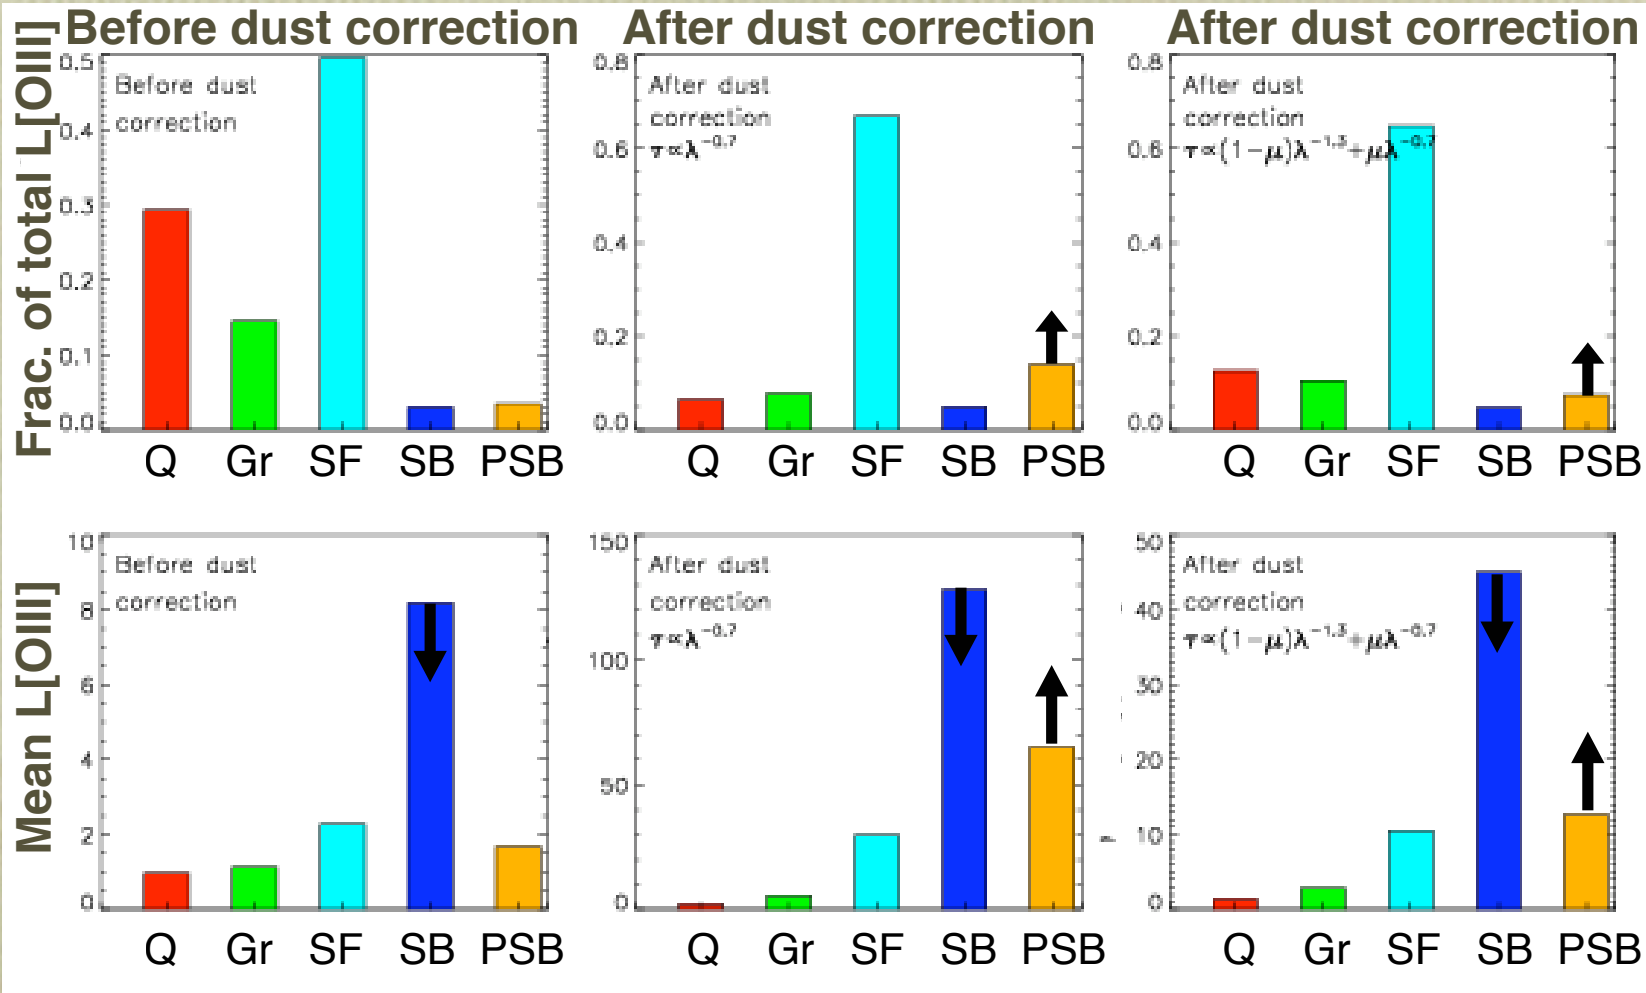 Before dust correction
After dust correction
After dust correction
Frac. of total L[OIII]
0.5
0.4
0.3
0.2
0.1
0.0
Before dust
correction
Q Gr SF SB PSB
0.8
0.6
0.4
0.2
0.0
After dust
correction
τ∝λ^-0.7
Q Gr SF SB PSB
0.8
0.6
0.4
0.2
0.0
After dust
correction
τ∝(1-μ)λ^-1.3+μλ^-0.7
Q Gr SF SB PSB
Mean L[OIII]
10
8
6
4
2
0
Before dust
correction
Q Gr SF SB PSB
150
100
50
0
After dust
correction
τ∝λ^-0.7
Q Gr SF SB PSB
50
40
30
20
10
0
After dust
correction
τ∝(1-μ)λ^-1.3+μλ^-0.7
Q Gr SF SB PSB